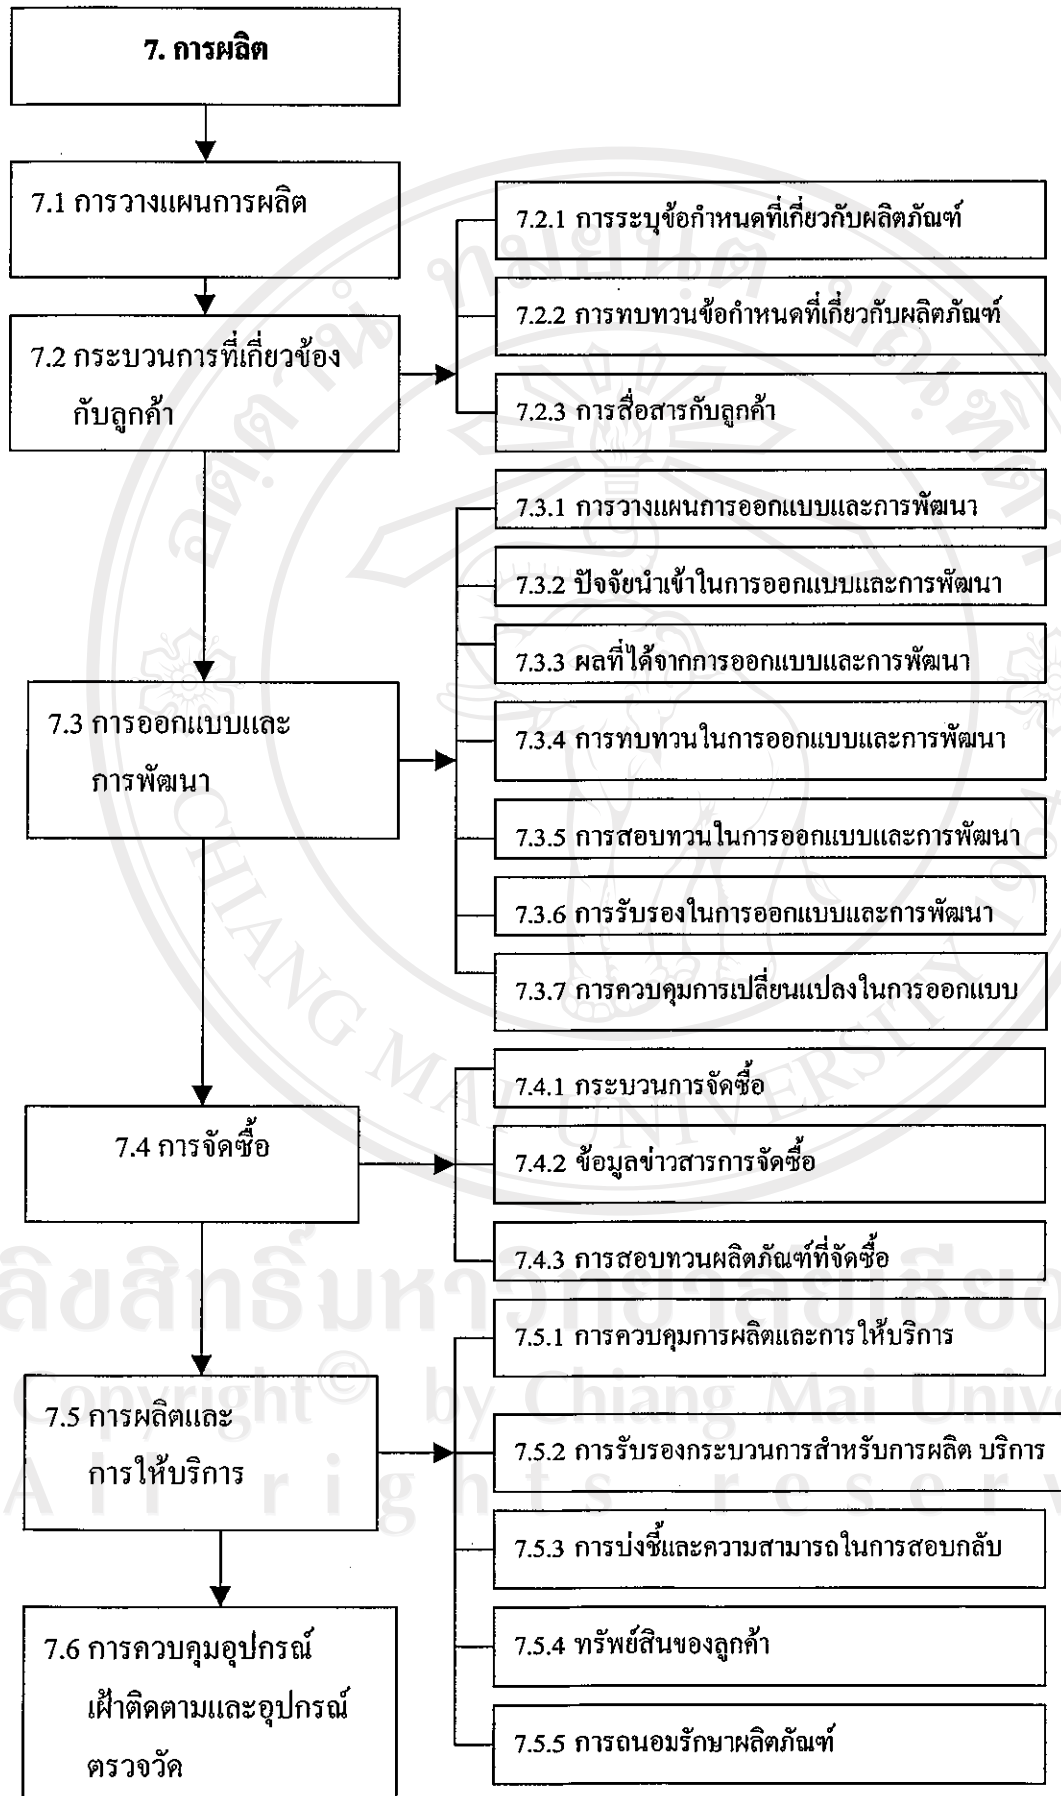 7. การผลิต
7.1 การวางแผนการผลิต
7.2 กระบวนการที่เกี่ยวข้อง
กับลูกค้า
7.2.1 การระบุข้อกำหนดที่เกี่ยวกับผลิตภัณฑ์
7.2.2 การทบทวนข้อกำหนดที่เกี่ยวกับผลิตภัณฑ์
7.2.3 การสื่อสารกับลูกค้า
7.3 การออกแบบและ
การพัฒนา
7.3.1 การวางแผนการออกแบบและการพัฒนา
7.3.2 ปัจจัยนำเข้าในการออกแบบและการพัฒนา
7.3.3 ผลที่ได้จากการออกแบบและการพัฒนา
7.3.4 การทบทวนในการออกแบบและการพัฒนา
7.3.5 การสอบทวนในการออกแบบและการพัฒนา
7.3.6 การรับรองในการออกแบบและการพัฒนา
7.3.7 การควบคุมการเปลี่ยนแปลงในการออกแบบ
7.4 การจัดซื้อ
7.4.1 กระบวนการจัดซื้อ
7.4.2 ข้อมูลข่าวสารการจัดซื้อ
7.4.3 การสอบทวนผลิตภัณฑ์ที่จัดซื้อ
7.5 การผลิตและ
การให้บริการ
7.5.1 การควบคุมการผลิตและการให้บริการ
7.5.2 การรับรองกระบวนการสำหรับการผลิต บริการ
7.5.3 การบ่งชี้และความสามารถในการสอบกลับ
7.5.4 ทรัพย์สินของลูกค้า
7.5.5 การถนอมรักษาผลิตภัณฑ์
7.6 การควบคุมอุปกรณ์
เฝ้าติดตามและอุปกรณ์
ตรวจวัด
CHIANG MAI UNIVERSITY 1964
Copyright © by Chiang Mai
All rights